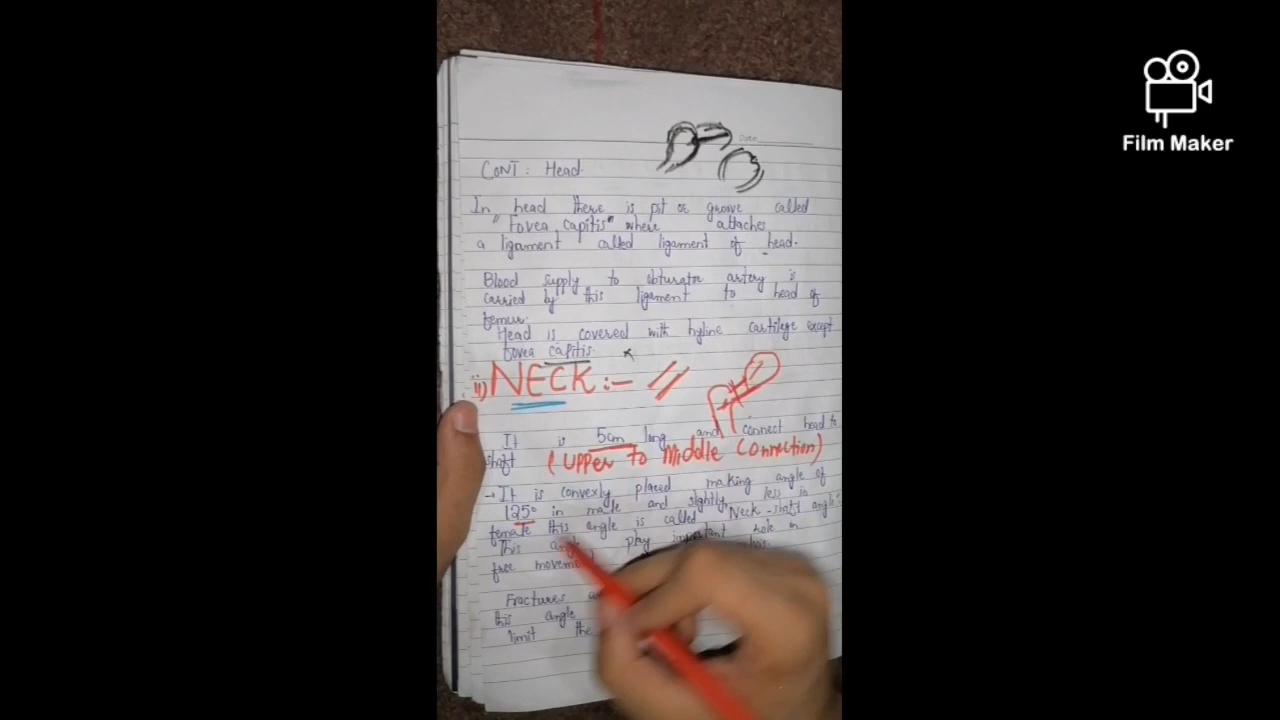 Film Maker
Date
CONT : Head
In head there is pit or groove called
"Fovea capitis" where attaches
a ligament called ligament of head.
Blood supply to obturator artery is
carried by this ligament to head of
femur.
Head is covered with hyline cartilege except
fovea capitis.
ii) NECK :-
It is 5cm long and connect head to
shaft (Upper to Middle Connection)
→ It is convexly placed making angle of
125° in male and slightly less in
female this angle is called Neck-shaft angle
This angle play important role in
free movement
Fractures
this angle
limit the